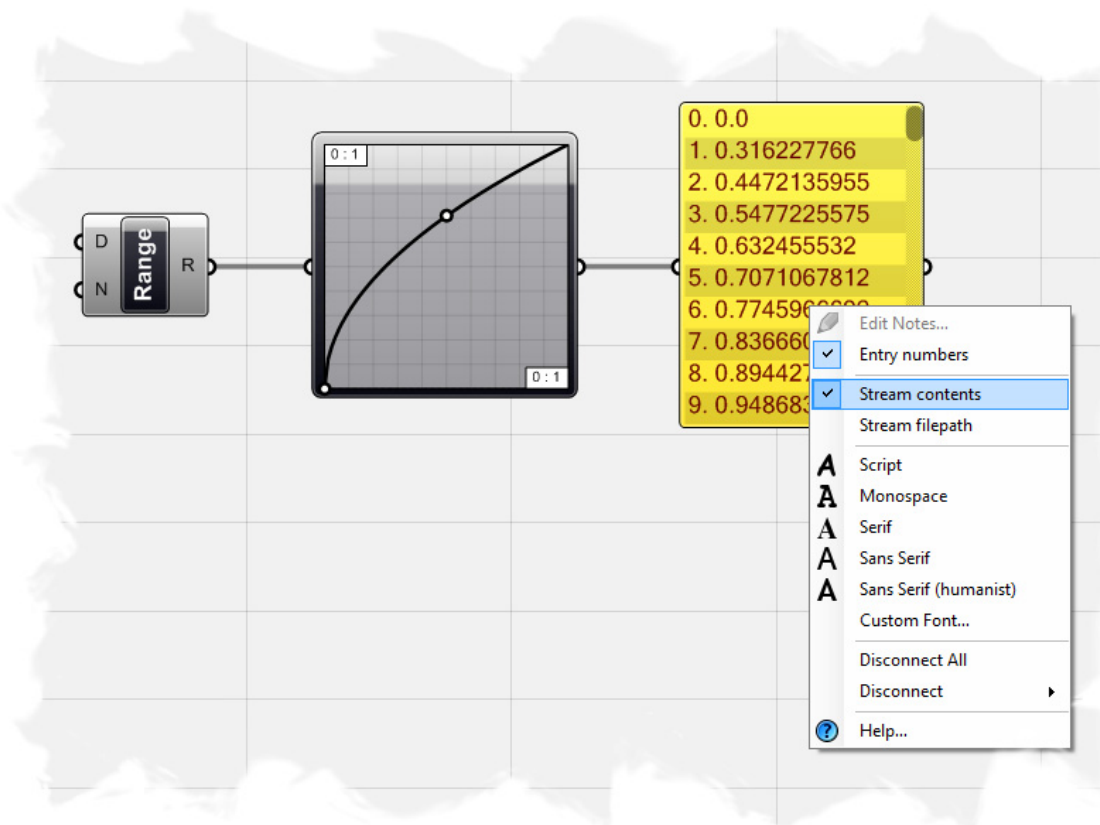 D
N
Range
R
0 : 1
0 : 1
0. 0.0
1. 0.316227766
2. 0.4472135955
3. 0.5477225575
4. 0.632455532
5. 0.7071067812
6. 0.77459
7. 0.83666
8. 0.89442
9. 0.94868
Edit Notes...
Entry numbers
Stream contents
Stream filepath
A Script
A Monospace
A Serif
A Sans Serif
A Sans Serif (humanist)
Custom Font...
Disconnect All
Disconnect
? Help...